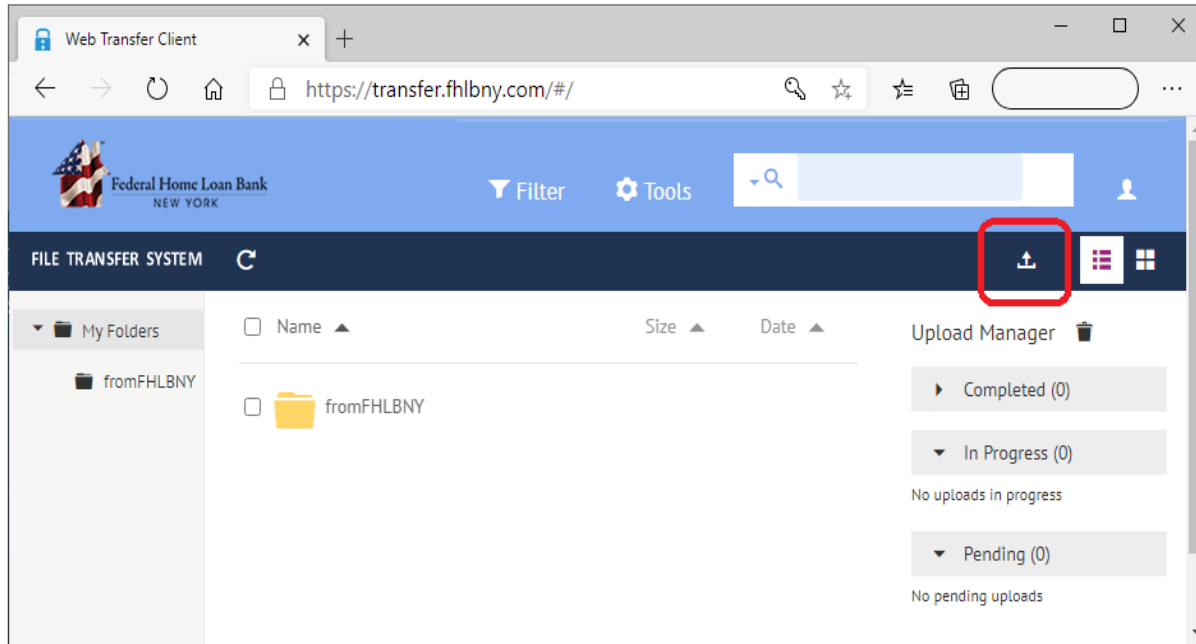 Web Transfer Client
https://transfer.fhlbny.com/#/
Federal Home Loan Bank
NEW YORK
Filter
Tools
FILE TRANSFER SYSTEM
My Folders
fromFHLBNY
Name
Size
Date
fromFHLBNY
Upload Manager
Completed (0)
In Progress (0)
No uploads in progress
Pending (0)
No pending uploads